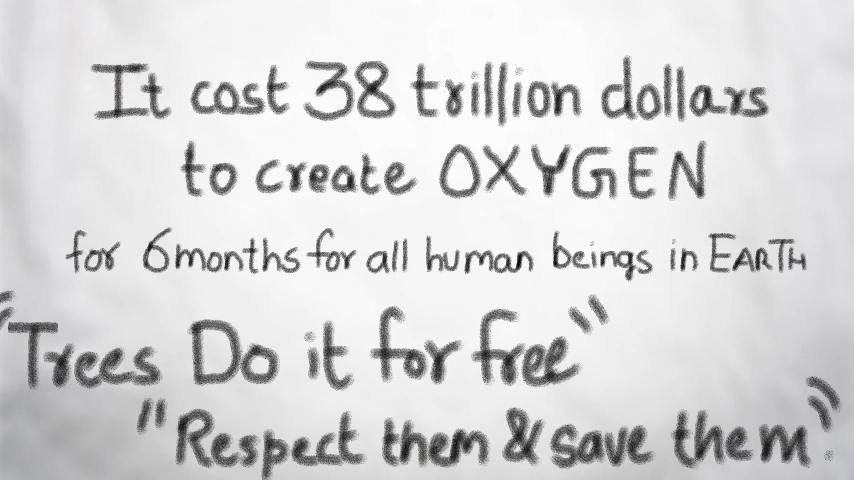 It cost 38 trillion dollars
to create OXYGEN
for 6months for all human beings in EARTH
"Trees Do it for free"
"Respect them & save them".